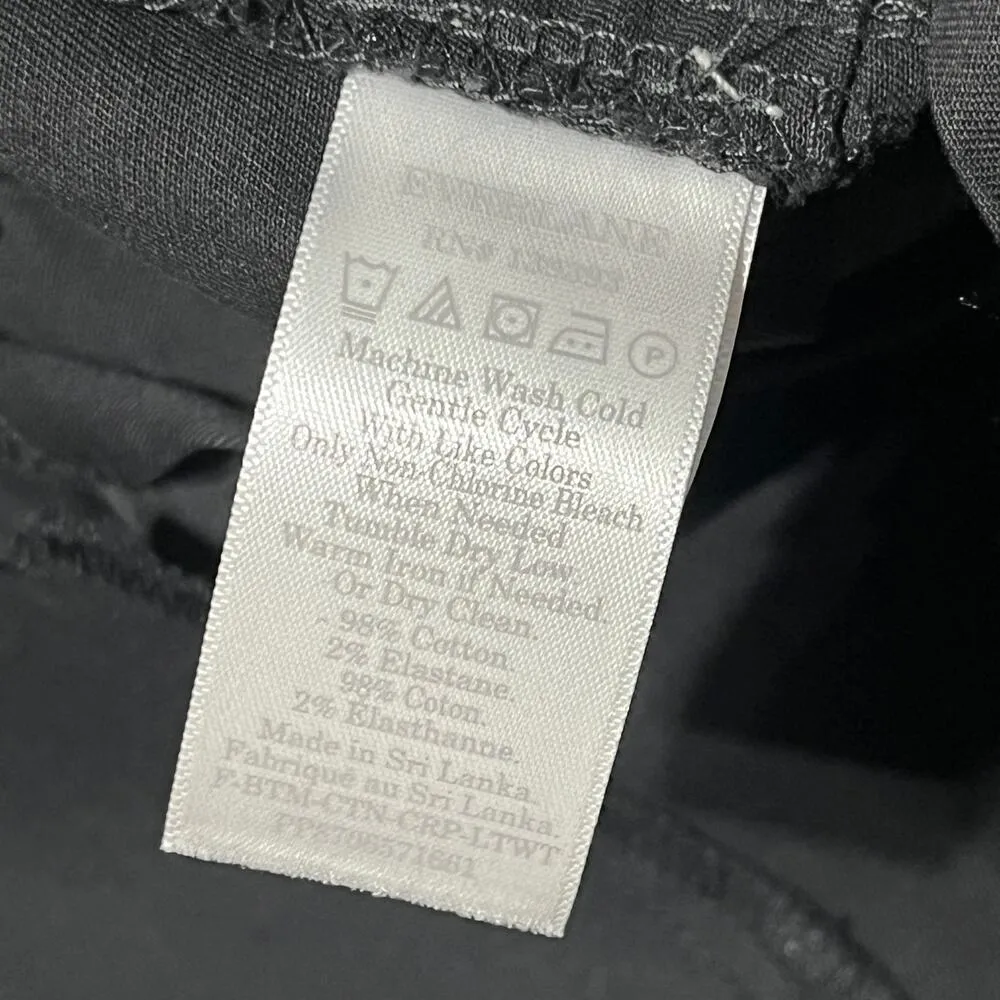 RN#
P
Machine Wash Cold
Gentle Cycle
With Like Colors
Only Non-Chlorine Bleach
When Needed
Tumble Dry Low.
Warm Iron if Needed.
Or Dry Clean.
98% Cotton.
2% Elastane.
98% Coton.
2% Elasthanne.
Made in Sri Lanka.
Fabriqué au Sri Lanka.
F-BTM-CTN-CRP-LTWT